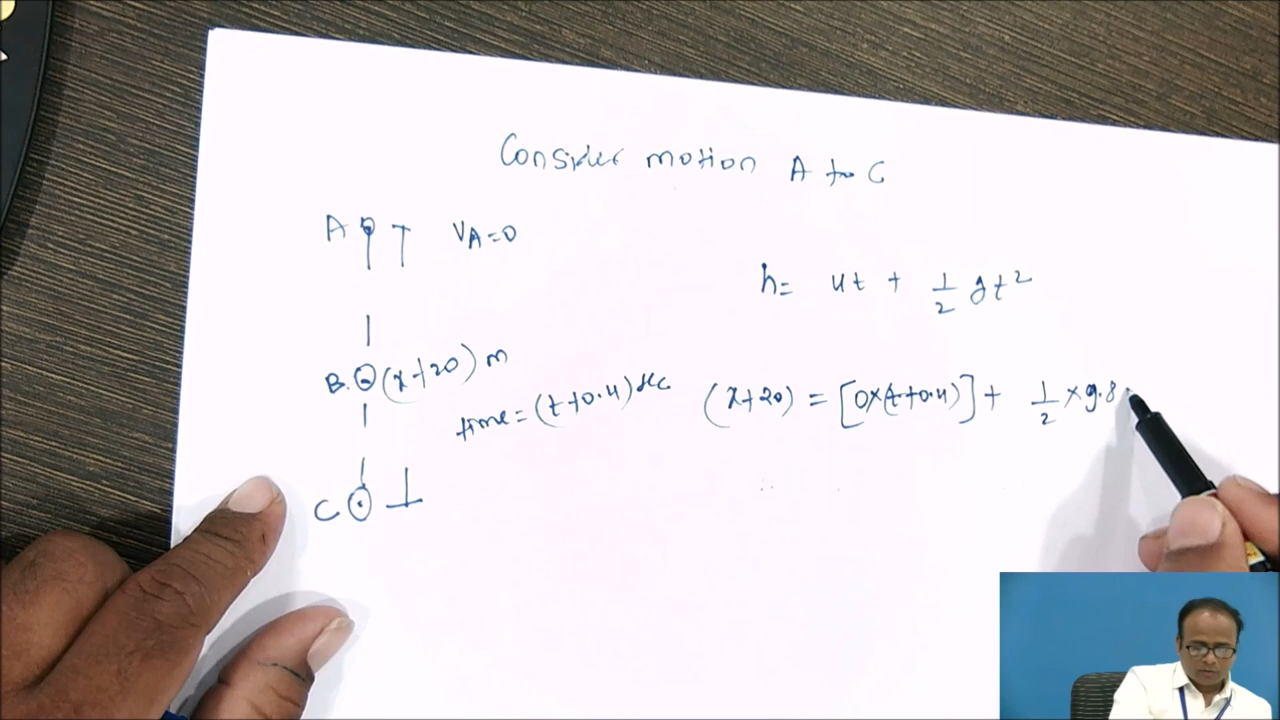 Consider motion A to C
A VA=0
h= ut + 1/2 gt²
B. (x+20) m
time = (t+0.4) sec (x+20) = [0×(t+0.4)] + 1/2 × 9.8
C